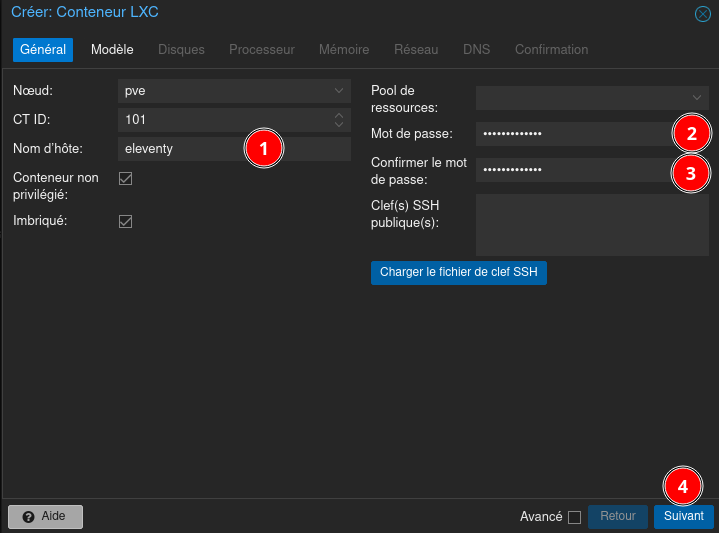 Créer: Conteneur LXC
Général Modèle Disques Processeur Mémoire Réseau DNS Confirmation
Nœud: pve
CT ID: 101
Nom d'hôte: eleventy
1
Conteneur non
privilégié:
Imbriqué:
Pool de
ressources:
Mot de passe: •••••••••••••
2
Confirmer le mot
de passe: •••••••••••••
3
Clef(s) SSH
publique(s):
Charger le fichier de clef SSH
4
? Aide
Avancé Retour Suivant